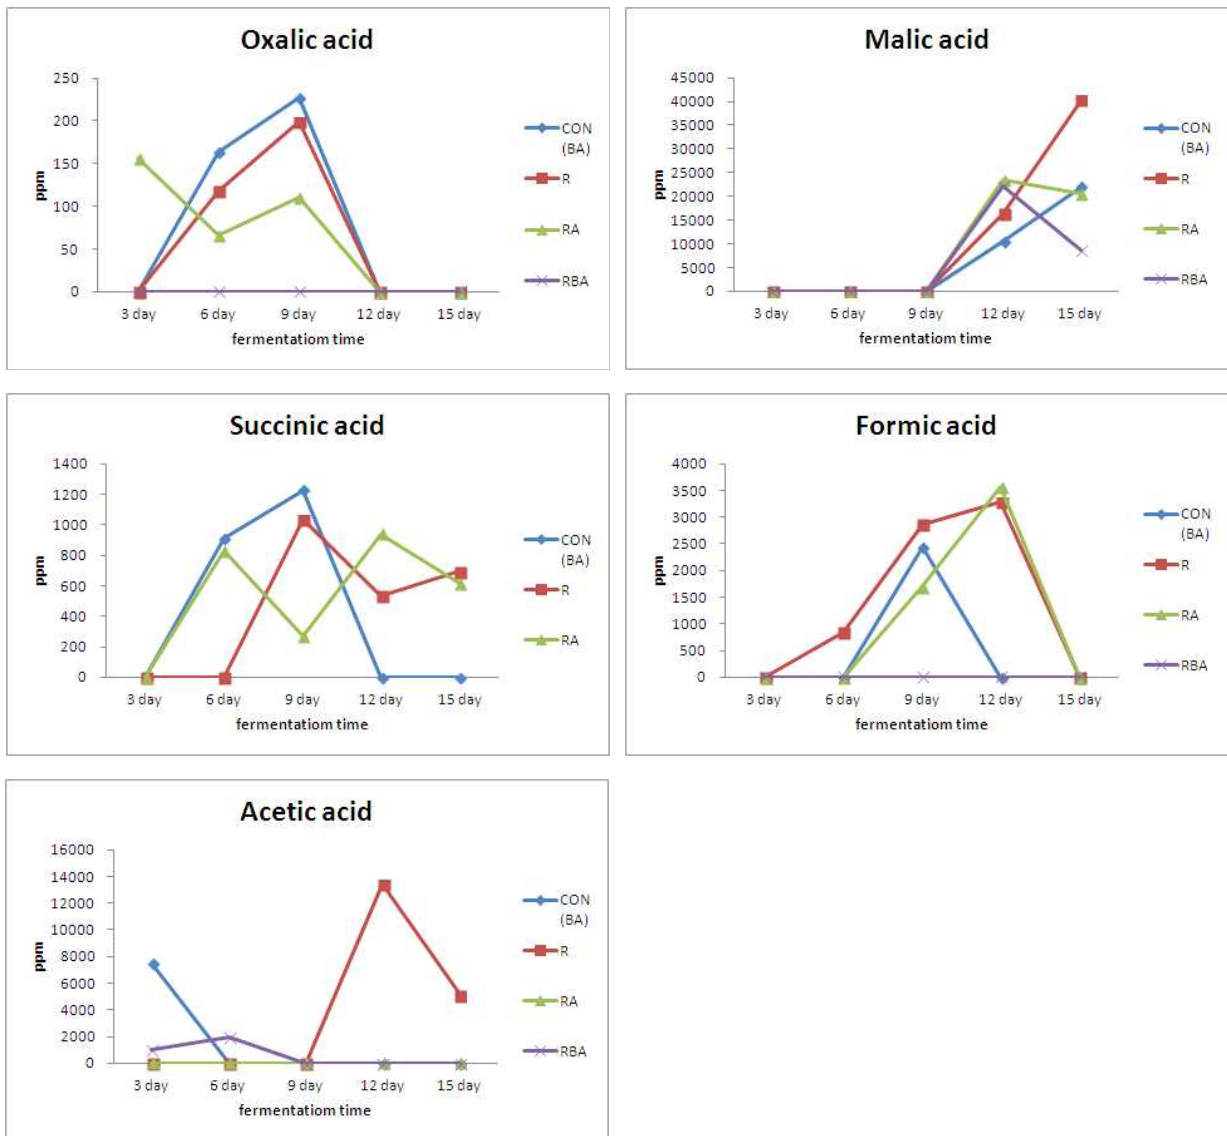 Oxalic acid
250
200
150
100
50
0
ppm
3 day 6 day 9 day 12 day 15 day
fermentatiom time
CON
(BA)
R
RA
RBA
Malic acid
45000
40000
35000
30000
25000
20000
15000
10000
5000
0
ppm
3 day 6 day 9 day 12 day 15 day
fermentatiom time
CON
(BA)
R
RA
RBA
Succinic acid
1400
1200
1000
800
600
400
200
0
ppm
3 day 6 day 9 day 12 day 15 day
fermentatiom time
CON
(BA)
R
RA
Formic acid
4000
3500
3000
2500
2000
1500
1000
500
0
ppm
3 day 6 day 9 day 12 day 15 day
fermentatiom time
CON
(BA)
R
RA
RBA
Acetic acid
16000
14000
12000
10000
8000
6000
4000
2000
0
ppm
3 day 6 day 9 day 12 day 15 day
fermentatiom time
CON
(BA)
R
RA
RBA